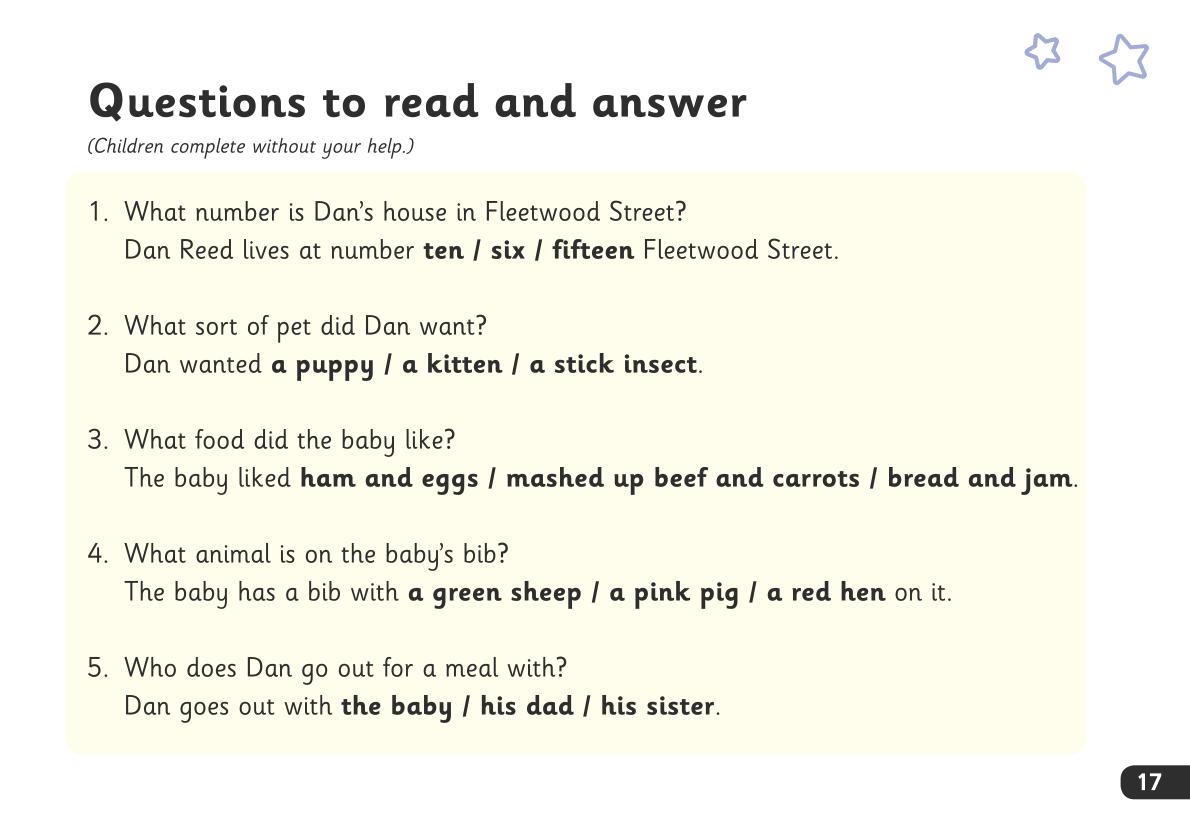 Questions to read and answer
(Children complete without your help.)
1. What number is Dan’s house in Fleetwood Street?
Dan Reed lives at number ten / six / fifteen Fleetwood Street.
2. What sort of pet did Dan want?
Dan wanted a puppy / a kitten / a stick insect.
3. What food did the baby like?
The baby liked ham and eggs / mashed up beef and carrots / bread and jam.
4. What animal is on the baby’s bib?
The baby has a bib with a green sheep / a pink pig / a red hen on it.
5. Who does Dan go out for a meal with?
Dan goes out with the baby / his dad / his sister.
17